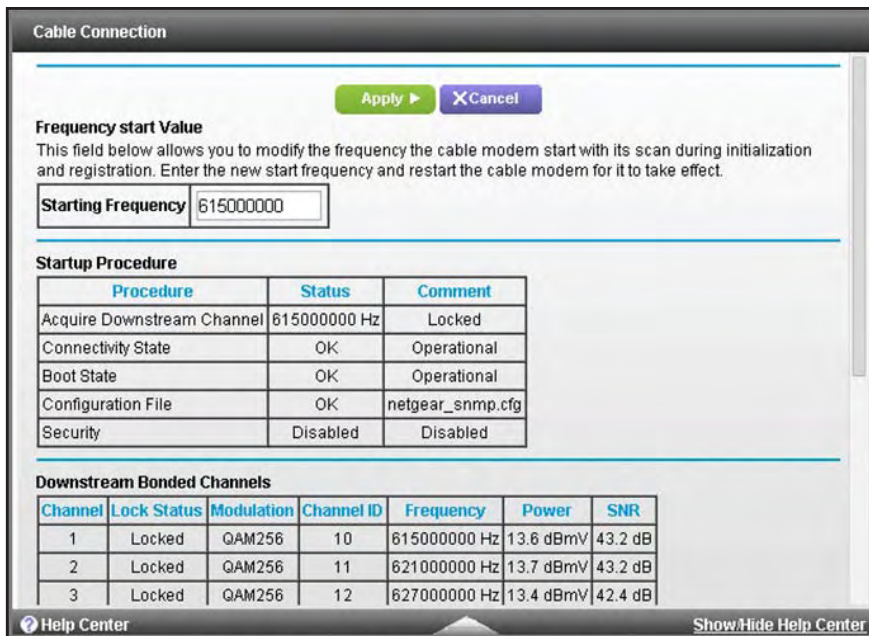 Cable Connection
Apply
Cancel
Frequency start Value
This field below allows you to modify the frequency the cable modem start with its scan during initialization
and registration. Enter the new start frequency and restart the cable modem for it to take effect.
Starting Frequency 615000000
Startup Procedure
Procedure Status Comment
Acquire Downstream Channel 615000000 Hz Locked
Connectivity State OK Operational
Boot State OK Operational
Configuration File OK netgear_snmp.cfg
Security Disabled Disabled
Downstream Bonded Channels
Channel Lock Status Modulation Channel ID Frequency Power SNR
1 Locked QAM256 10 615000000 Hz 13.6 dBmV 43.2 dB
2 Locked QAM256 11 621000000 Hz 13.7 dBmV 43.2 dB
3 Locked QAM256 12 627000000 Hz 13.4 dBmV 42.4 dB
Help Center
Show/Hide Help Center